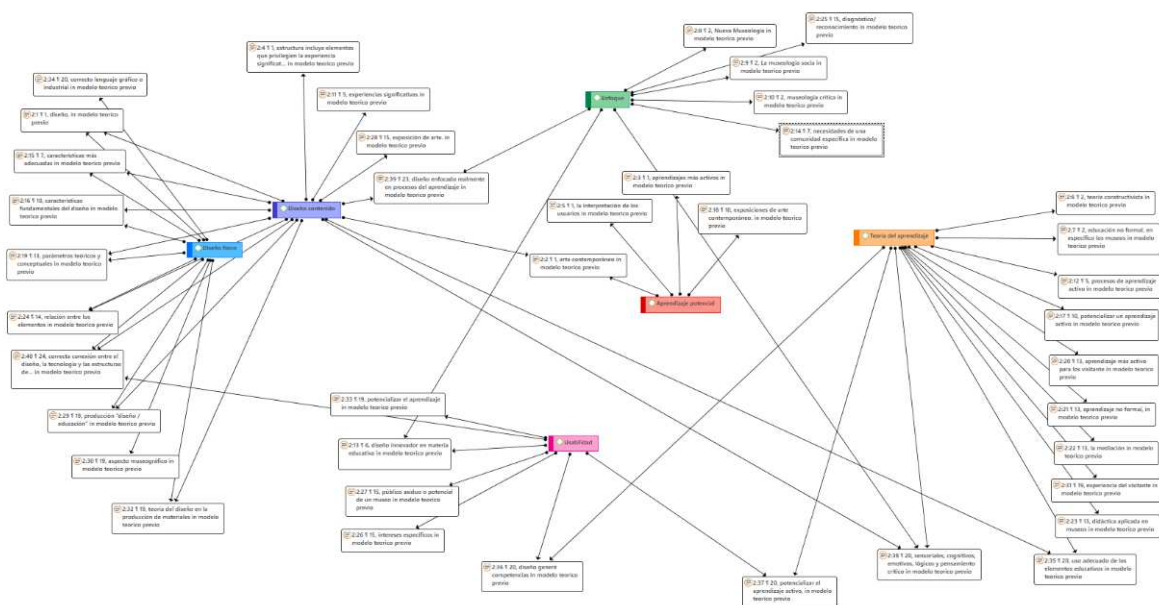 2:8 ¶ 2, Nueva Museología in
modelo teorico previo
2:25 ¶ 15, diagnóstico/
reconocimiento in modelo
teorico previo
2:4 ¶ 1, estructura incluye elementos
que privilegien la experiencia
significat... in modelo teorico previo
2:9 ¶ 2, La museología socia in
modelo teorico previo
2:34 ¶ 20, correcto lenguaje gráfico o
industrial in modelo teorico previo
2:11 ¶ 5, experiencias significativas in
modelo teorico previo
Enfoque
2:10 ¶ 2, museología crítica in
modelo teorico previo
2:1 ¶ 1, diseño, in modelo teorico
previo
2:14 ¶ 7, necesidades de una
comunidad específica in modelo
teorico previo
2:28 ¶ 15, exposición de arte. in
modelo teorico previo
2:15 ¶ 7, características más
adecuadas in modelo teorico previo
2:39 ¶ 23, diseño enfocado realmente
en procesos del aprendizaje in
modelo teorico previo
2:3 ¶ 1, aprendizajes más activos in
modelo teorico previo
2:16 ¶ 10, características
fundamentales del diseño in modelo
teorico previo
Diseño contenido
2:5 ¶ 1, la interpretación de los
usuarios in modelo teorico previo
2:18 ¶ 10, exposiciones de arte
contemporáneo. in modelo teorico
previo
2:6 ¶ 2, teoría constructivista in
modelo teorico previo
Diseño físico
Teoría del aprendizaje
2:7 ¶ 2, educación no formal, en
específico los museos in modelo
teorico previo
2:19 ¶ 13, parámetros teóricos y
conceptuales in modelo teorico
previo
2:2 ¶ 1, arte contemporáneo in
modelo teorico previo
2:12 ¶ 5, procesos de aprendizaje
activo in modelo teorico previo
Aprendizaje potencial
2:24 ¶ 14, relación entre los
elementos in modelo teorico previo
2:17 ¶ 10, potencializar un aprendizaje
activo in modelo teorico previo
2:40 ¶ 24, correcta conexión entre el
diseño, la tecnología y las estructuras
de... in modelo teorico previo
2:20 ¶ 13, aprendizaje más activo
para los visitante in modelo teorico
previo
2:33 ¶ 19, potencializar el aprendizaje
in modelo teorico previo
2:21 ¶ 13, aprendizaje no formal, in
modelo teorico previo
2:29 ¶ 19, producción "diseño /
educación" in modelo teorico previo
2:13 ¶ 6, diseño innovador en materia
educativa in modelo teorico previo
Usabilidad
2:22 ¶ 13, la mediación in modelo
teorico previo
2:30 ¶ 19, aspecto museográfico in
modelo teorico previo
2:31 ¶ 19, experiencia del visitante in
modelo teorico previo
2:27 ¶ 15, público asiduo o potencial
de un museo in modelo teorico
previo
2:32 ¶ 19, teoría del diseño en la
producción de materiales in modelo
teorico previo
2:23 ¶ 13, didáctica aplicada en
museos in modelo teorico previo
2:26 ¶ 15, intereses específicos in
modelo teorico previo
2:38 ¶ 20, sensoriales, cognitivos,
emotivos, lógicos y pensamiento
crítico in modelo teorico previo
2:35 ¶ 20, uso adecuado de los
elementos educativos in modelo
teorico previo
2:36 ¶ 20, diseño generé
competencias in modelo teorico
previo
2:37 ¶ 20, potencializar el
aprendizaje activo, in modelo teorico
previo